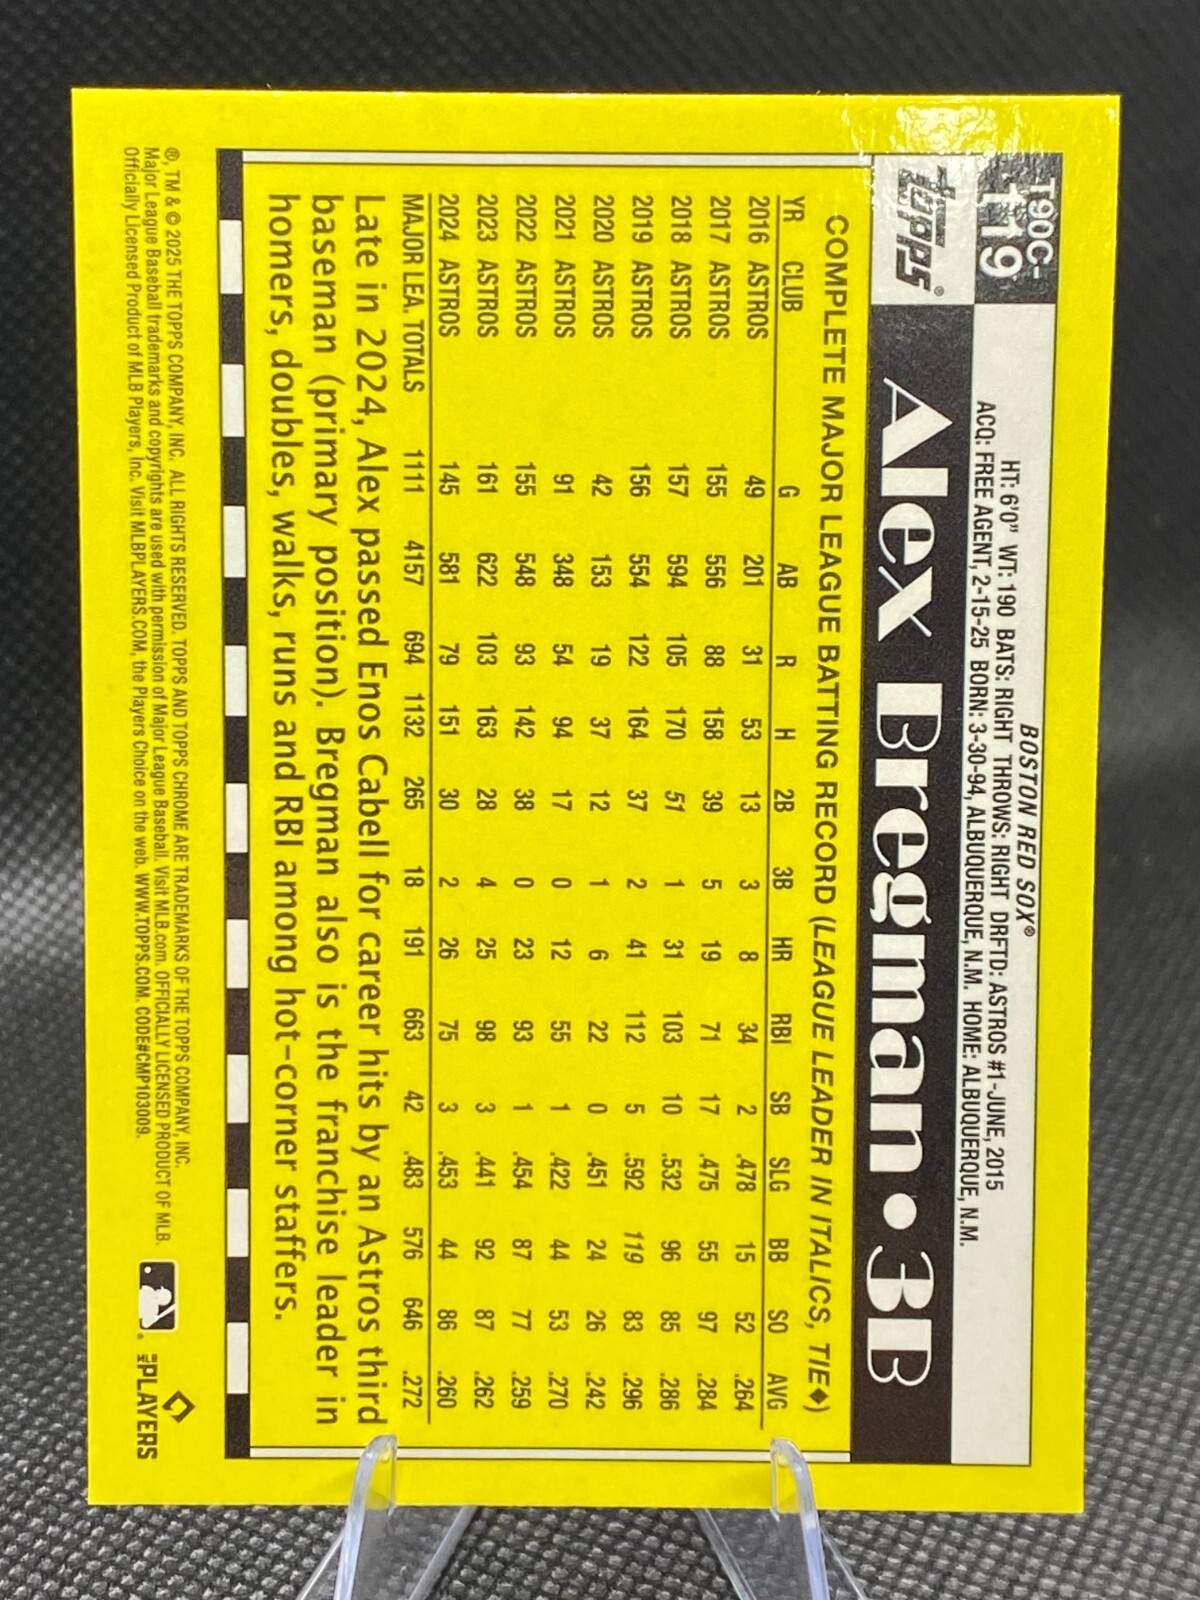 T90C-
119
BOSTON RED SOX®
HT: 6'0" WT: 190 BATS: RIGHT THROWS: RIGHT DRFTD: ASTROS #1-JUNE, 2015
ACQ: FREE AGENT, 2-15-25 BORN: 3-30-94, ALBUQUERQUE, N.M. HOME: ALBUQUERQUE, N.M.
Topps® Alex Bregman • 3B
COMPLETE MAJOR LEAGUE BATTING RECORD (LEAGUE LEADER IN ITALICS, TIE♦)
YR CLUB G AB R H 2B 3B HR RBI SB SLG BB SO AVG
2016 ASTROS 49 201 31 53 13 3 8 34 2 .478 15 52 .264
2017 ASTROS 155 556 88 158 39 5 19 71 17 .475 55 97 .284
2018 ASTROS 157 594 105 170 51 1 31 103 10 .532 96 85 .286
2019 ASTROS 156 554 122 164 37 2 41 112 5 .592 119 83 .296
2020 ASTROS 42 153 19 37 12 1 6 22 0 .451 24 26 .242
2021 ASTROS 91 348 54 94 17 0 12 55 1 .422 44 53 .270
2022 ASTROS 155 548 93 142 38 0 23 93 1 .454 87 77 .259
2023 ASTROS 161 622 103 163 28 4 25 98 3 .441 92 87 .262
2024 ASTROS 145 581 79 151 30 2 26 75 3 .453 44 86 .260
MAJOR LEA. TOTALS 1111 4157 694 1132 265 18 191 663 42 .483 576 646 .272
Late in 2024, Alex passed Enos Cabell for career hits by an Astros third
baseman (primary position). Bregman also is the franchise leader in
homers, doubles, walks, runs and RBI among hot-corner staffers.
®, TM & © 2025 THE TOPPS COMPANY, INC. ALL RIGHTS RESERVED. TOPPS AND TOPPS CHROME ARE TRADEMARKS OF THE TOPPS COMPANY, INC.
Major League Baseball trademarks and copyrights are used with permission of Major League Baseball. Visit MLB.com. OFFICIALLY LICENSED PRODUCT OF MLB.
Officially Licensed Product of MLB Players, Inc. Visit MLBPLAYERS.COM, the Players Choice on the web. WWW.TOPPS.COM. CODE#CMP103009.
MLB PLAYERS